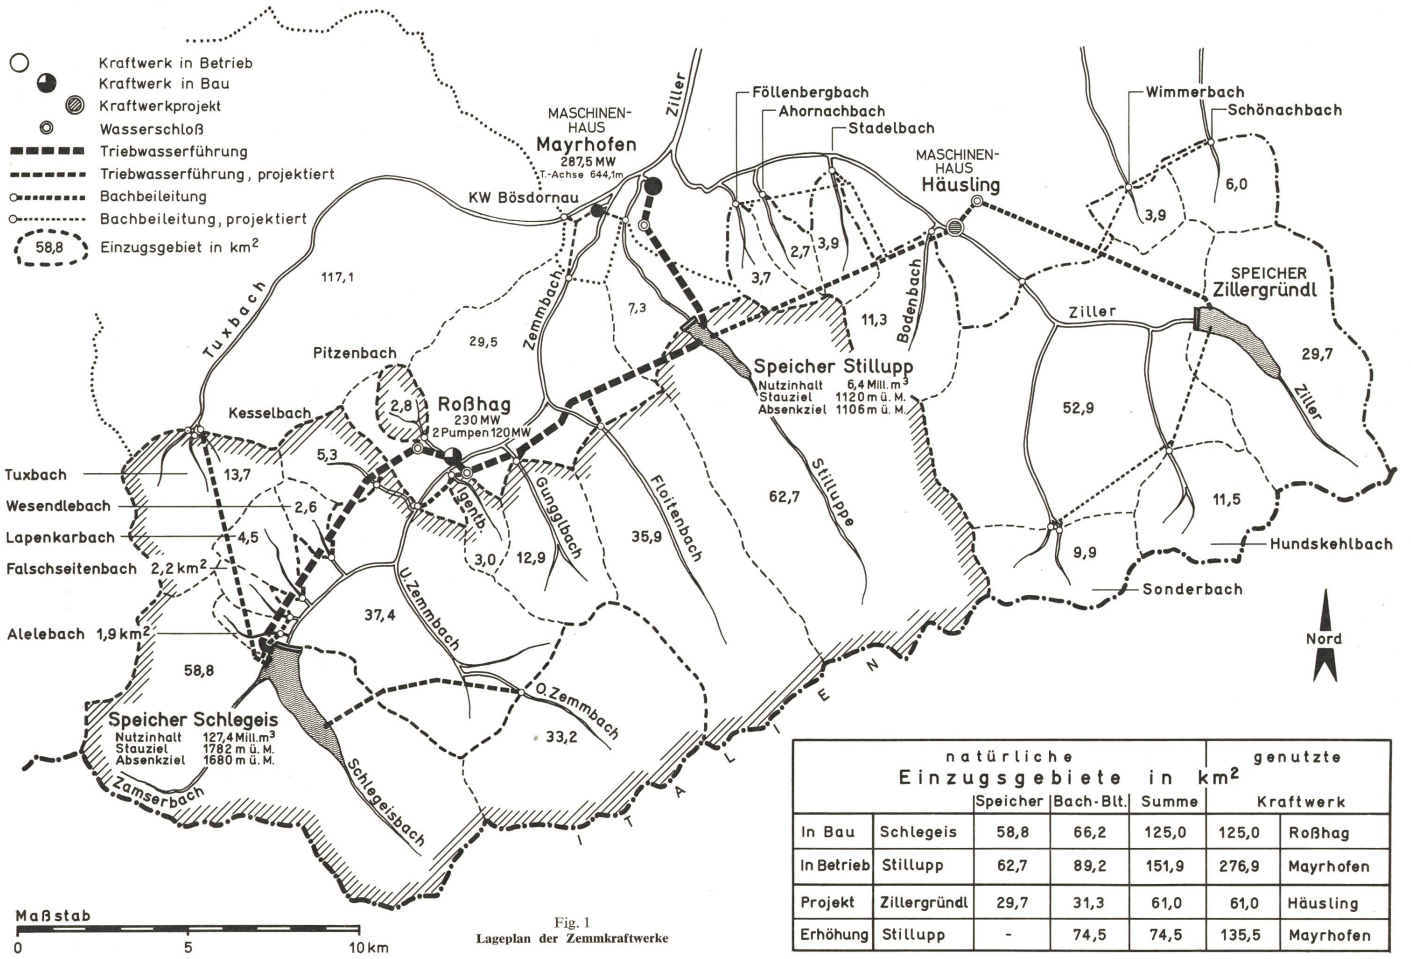 Kraftwerk in Betrieb
Kraftwerk in Bau
Kraftwerkprojekt
Wasserschloß
Triebwasserführung
Triebwasserführung, projektiert
Bachbeileitung
Bachbeileitung, projektiert
58,8 Einzugsgebiet in km²
MASCHINEN-
HAUS
Mayrhofen
287,5 MW
T.-Achse 644,1m
KW Bösdornau
Ziller
Föllenbergbach
Ahornachbach
Stadelbach
MASCHINEN-
HAUS
Häusling
Wimmerbach
Schönachbach
6,0
3,9
3,9
2,7
3,7
11,3
Bodenbach
SPEICHER
Zillergründl
Ziller
29,7
Ziller
52,9
11,5
9,9
Hundskehlbach
Sonderbach
Nord
117,1
Tuxbach
Zemmbach
7,3
29,5
Pitzenbach
2,8
Kesselbach
5,3
Roßhag
230 MW
2 Pumpen 120 MW
Speicher Stillupp
Nutzinhalt 6,4 Mill. m³
Stauziel 1120 m ü. M.
Absenkziel 1106 m ü. M.
62,7
Stilluppe
Floitenbach
35,9
Gungglbach
12,9
Igentb.
3,0
Tuxbach
13,7
Wesendlebach
2,6
Lapenkarbach
4,5
Falschseitenbach 2,2 km²
Alelebach 1,9 km²
37,4
U. Zemmbach
O. Zemmbach
33,2
58,8
Speicher Schlegeis
Nutzinhalt 127,4 Mill. m³
Stauziel 1782 m ü. M.
Absenkziel 1680 m ü. M.
Zamserbach
Schlegeisbach
ITALIEN
natürliche genutzte
Einzugsgebiete in km²
Speicher Bach-Blt. Summe Kraftwerk
In Bau Schlegeis 58,8 66,2 125,0 125,0 Roßhag
In Betrieb Stillupp 62,7 89,2 151,9 276,9 Mayrhofen
Projekt Zillergründl 29,7 31,3 61,0 61,0 Häusling
Erhöhung Stillupp - 74,5 74,5 135,5 Mayrhofen
Maßstab
0 5 10 km
Fig. 1
Lageplan der Zemmkraftwerke